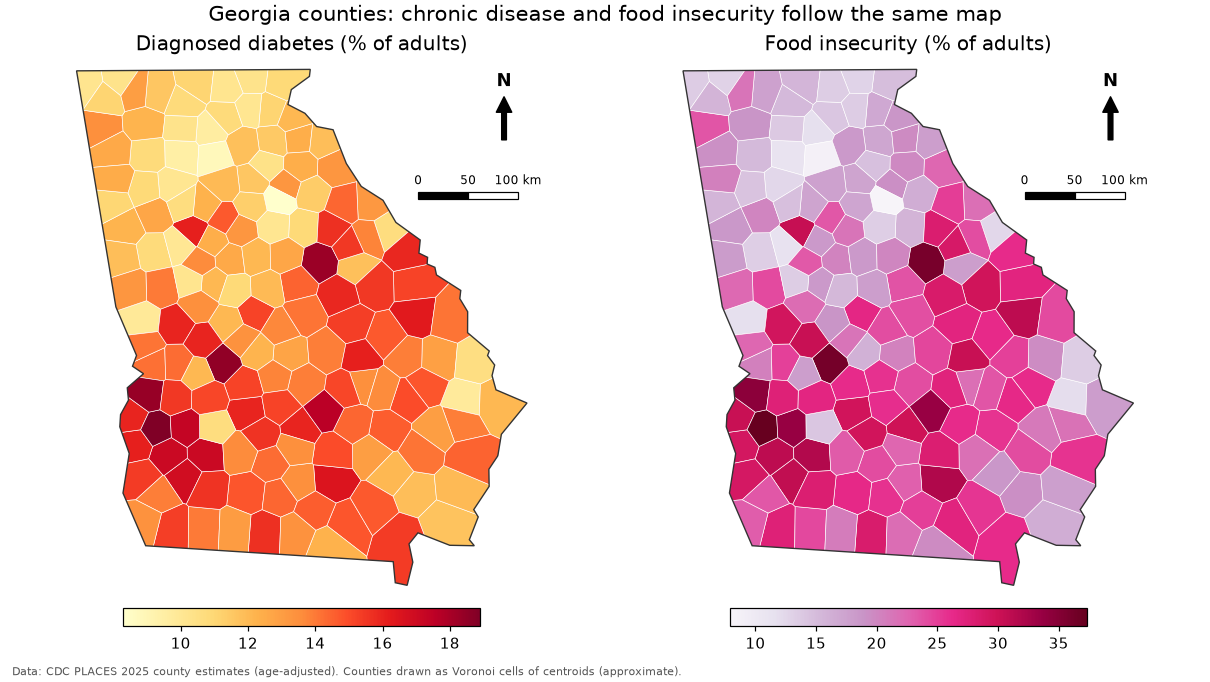 Georgia counties: chronic disease and food insecurity follow the same map
Diagnosed diabetes (% of adults)
Food insecurity (% of adults)
N
N
0 50 100 km
0 50 100 km
10 12 14 16 18
10 15 20 25 30 35
Data: CDC PLACES 2025 county estimates (age-adjusted). Counties drawn as Voronoi cells of centroids (approximate).